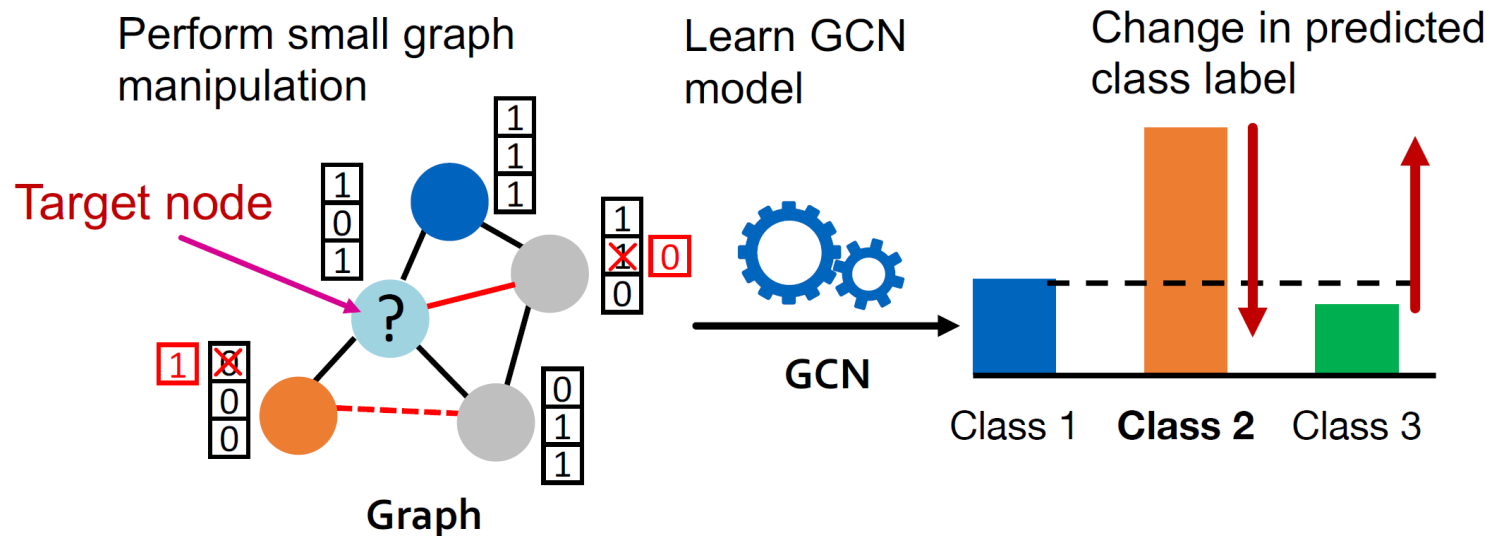 Perform small graph
manipulation
Learn GCN
model
Change in predicted
class label
Target node
1
1
1
1
0
1
1
1 0
0
?
1 0
0
0
0
1
1
Graph
GCN
Class 1 Class 2 Class 3